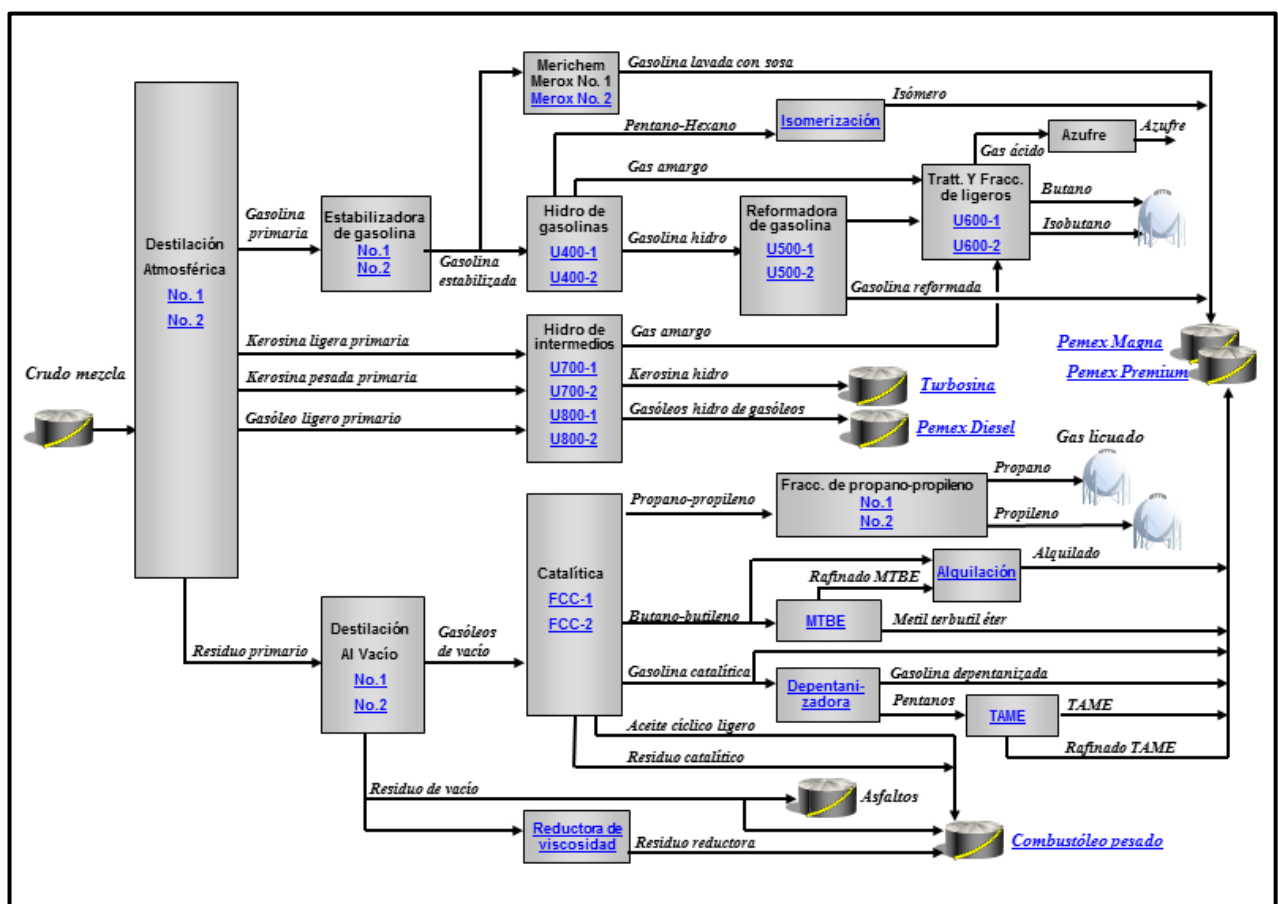 Merichem
Merox No. 1
Merox No. 2
Gasolina lavada con sosa
Isómero
Pentano-Hexano
Isomerización
Azufre
Azufre
Gas ácido
Gas amargo
Tratt. Y Fracc.
de ligeros
U600-1
U600-2
Butano
Isobutano
Gasolina
primaria
Estabilizadora
de gasolina
No.1
No.2
Gasolina
estabilizada
Hidro de
gasolinas
U400-1
U400-2
Gasolina hidro
Reformadora
de gasolina
U500-1
U500-2
Gasolina reformada
Destilación
Atmosférica
No. 1
No. 2
Crudo mezcla
Kerosina ligera primaria
Kerosina pesada primaria
Gasóleo ligero primario
Hidro de
intermedios
U700-1
U700-2
U800-1
U800-2
Gas amargo
Kerosina hidro
Gasóleos hidro de gasóleos
Turbosina
Pemex Diesel
Pemex Magna
Pemex Premium
Gas licuado
Propano-propileno
Fracc. de propano-propileno
No.1
No.2
Propano
Propileno
Catalítica
FCC-1
FCC-2
Butano-butileno
Rafinado MTBE
Alquilación
Alquilado
MTBE
Metil terbutil éter
Residuo primario
Destilación
Al Vacío
No.1
No.2
Gasóleos
de vacío
Gasolina catalítica
Depentani-
zadora
Gasolina depentanizada
Pentanos
TAME
TAME
Rafinado TAME
Aceite cíclico ligero
Residuo catalítico
Residuo de vacío
Asfaltos
Reductora de
viscosidad
Residuo reductora
Combustóleo pesado